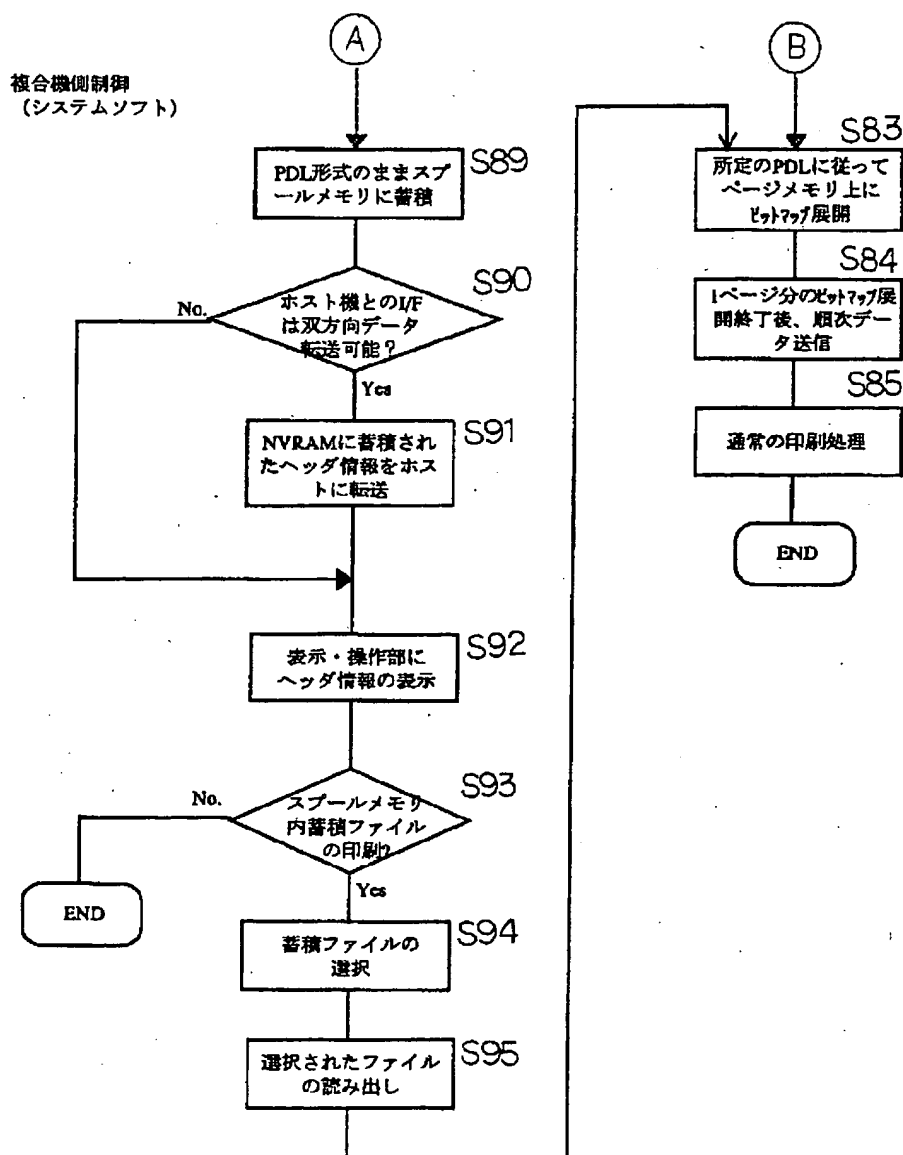 A
複合機側制御
(システムソフト)
S89
PDL形式のままスプ
ールメモリに蓄積
S90
No.
ホスト機とのI/F
は双方向データ
転送可能?
Yes
S91
NVRAMに蓄積され
たヘッダ情報をホス
トに転送
S92
表示・操作部に
ヘッダ情報の表示
S93
No.
スプールメモリ
内蓄積ファイル
の印刷?
END
Yes
S94
蓄積ファイルの
選択
S95
選択されたファイル
の読み出し
B
S83
所定のPDLに従って
ページメモリ上に
ビットマップ展開
S84
1ページ分のビットマップ展
開終了後、順次デー
タ送信
S85
通常の印刷処理
END